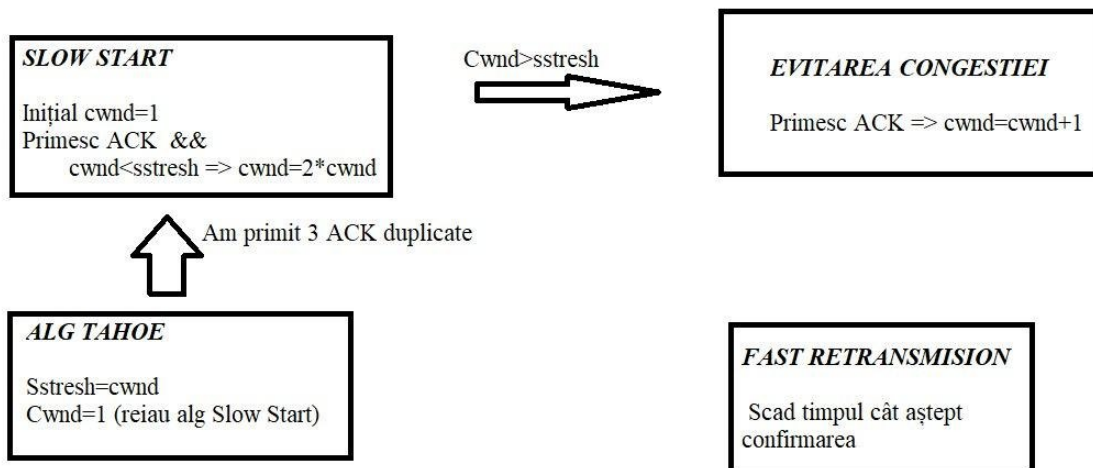 SLOW START
Inițial cwnd=1
Primesc ACK &&
cwnd<sstresh => cwnd=2*cwnd
Cwnd>sstresh
EVITAREA CONGESTIEI
Primesc ACK => cwnd=cwnd+1
Am primit 3 ACK duplicate
ALG TAHOE
Sstresh=cwnd
Cwnd=1 (reiau alg Slow Start)
FAST RETRANSMISION
Scad timpul cât aștept
confirmarea